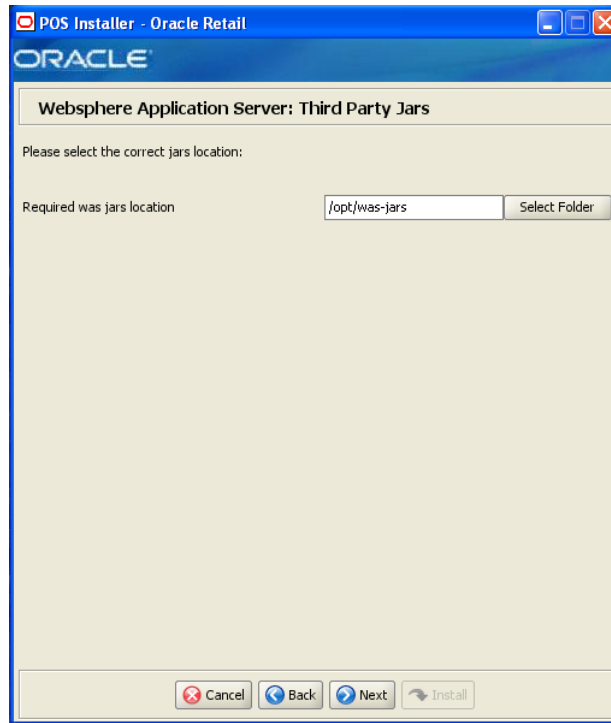 POS Installer - Oracle Retail
ORACLE
Websphere Application Server: Third Party Jars
Please select the correct jars location:
Required was jars location /opt/was-jars Select Folder
Cancel Back Next Install